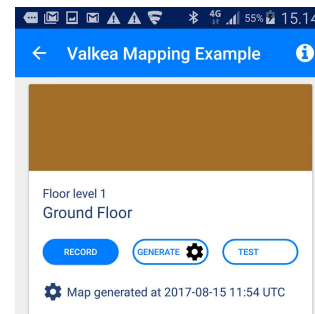 4G 55% 15.14
Valkea Mapping Example
Floor level 1
Ground Floor
RECORD GENERATE TEST
Map generated at 2017-08-15 11:54 UTC